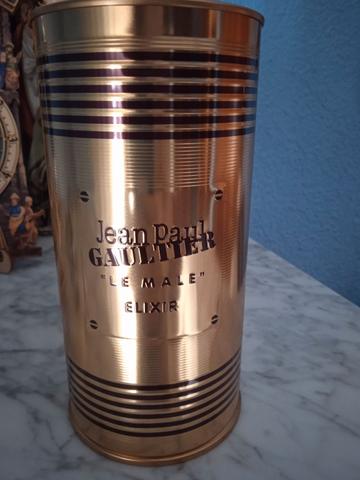 Jean Paul
GAULTIER
"LE MALE"
ELIXIR